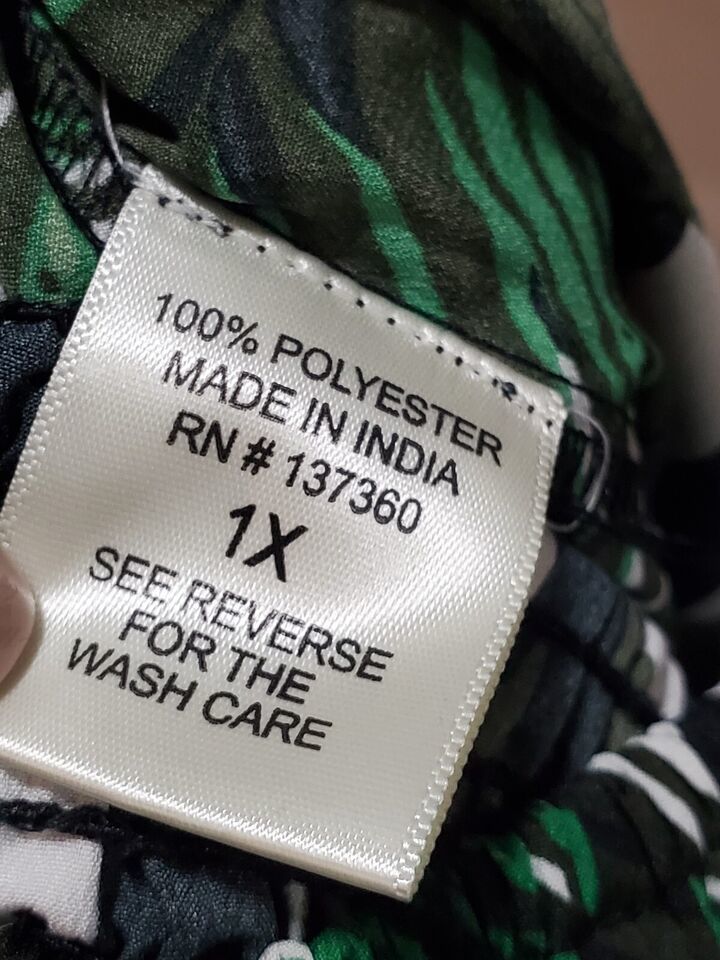 100% POLYESTER
MADE IN INDIA
RN # 137360
1X
SEE REVERSE
FOR THE
WASH CARE